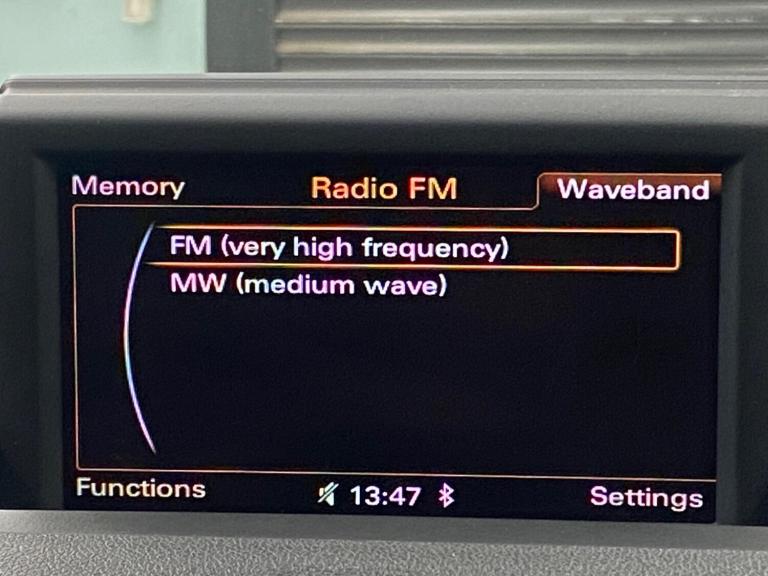 Memory Radio FM Waveband
FM (very high frequency)
MW (medium wave)
Functions 13:47 Settings